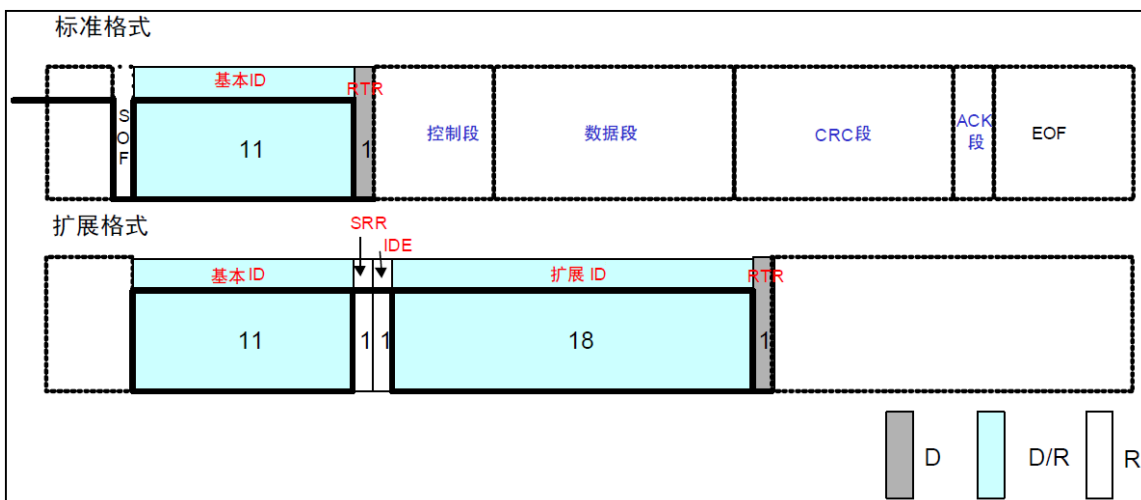 标准格式
基本ID
RTR
SOF
11
1
控制段
数据段
CRC段
ACK
段
EOF
扩展格式
SRR
IDE
基本ID
扩展 ID
RTR
11
1
1
18
1
D
D/R
R